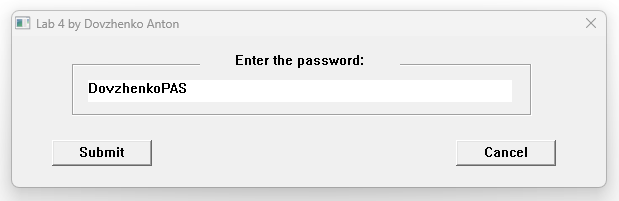 Lab 4 by Dovzhenko Anton
Enter the password:
DovzhenkoPAS
Submit Cancel